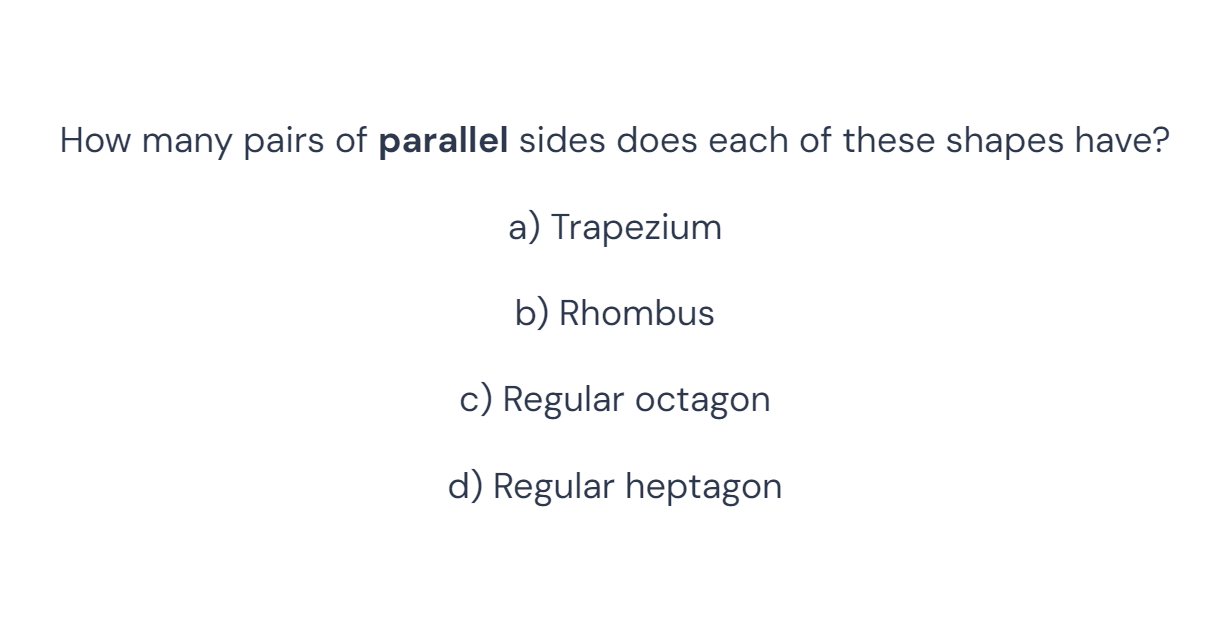 How many pairs of parallel sides does each of these shapes have?
a) Trapezium
b) Rhombus
c) Regular octagon
d) Regular heptagon